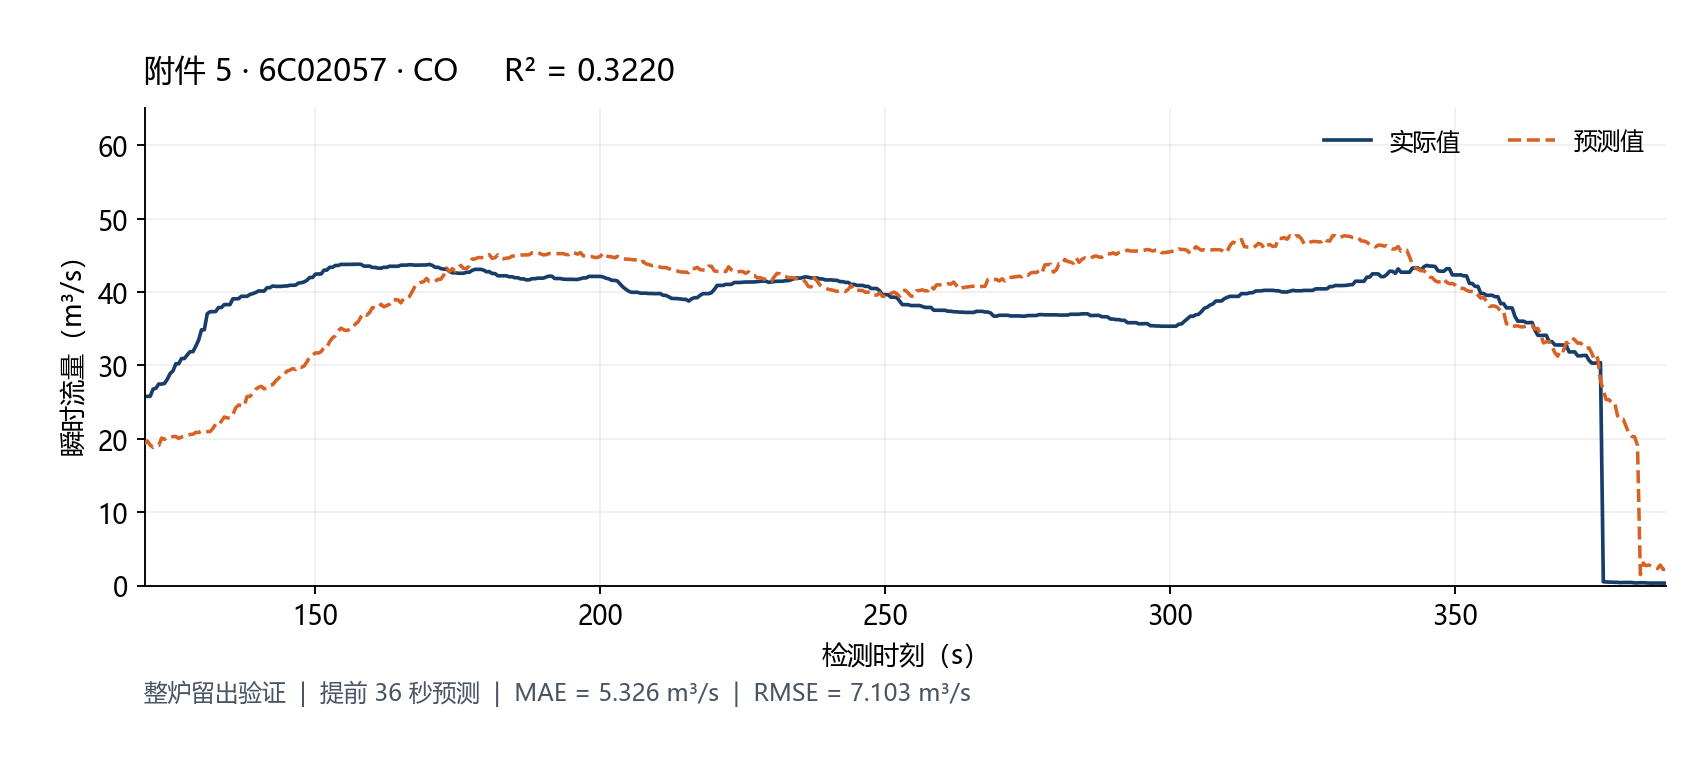 附件 5 · 6C02057 · CO R² = 0.3220
实际值 预测值
60
50
40
30
20
10
0
瞬时流量（m³/s）
150 200 250 300 350
检测时刻（s）
整炉留出验证 | 提前 36 秒预测 | MAE = 5.326 m³/s | RMSE = 7.103 m³/s